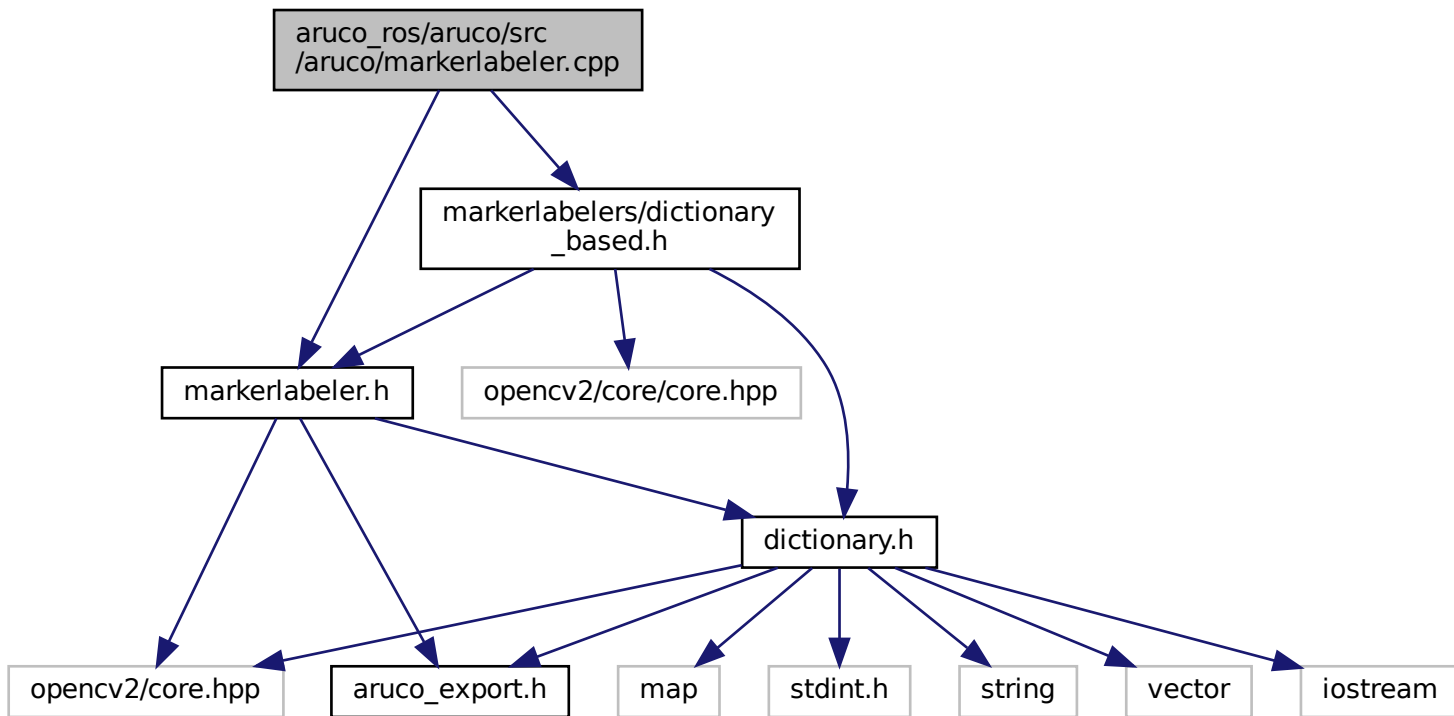 aruco_ros/aruco/src
/aruco/markerlabeler.cpp
markerlabelers/dictionary
_based.h
markerlabeler.h
opencv2/core/core.hpp
dictionary.h
opencv2/core.hpp
aruco_export.h
map
stdint.h
string
vector
iostream